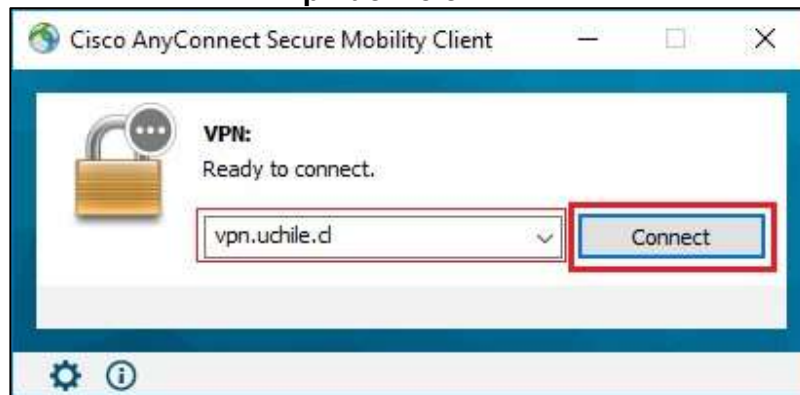 Cisco AnyConnect Secure Mobility Client
VPN:
Ready to connect.
vpn.uchile.cl
Connect